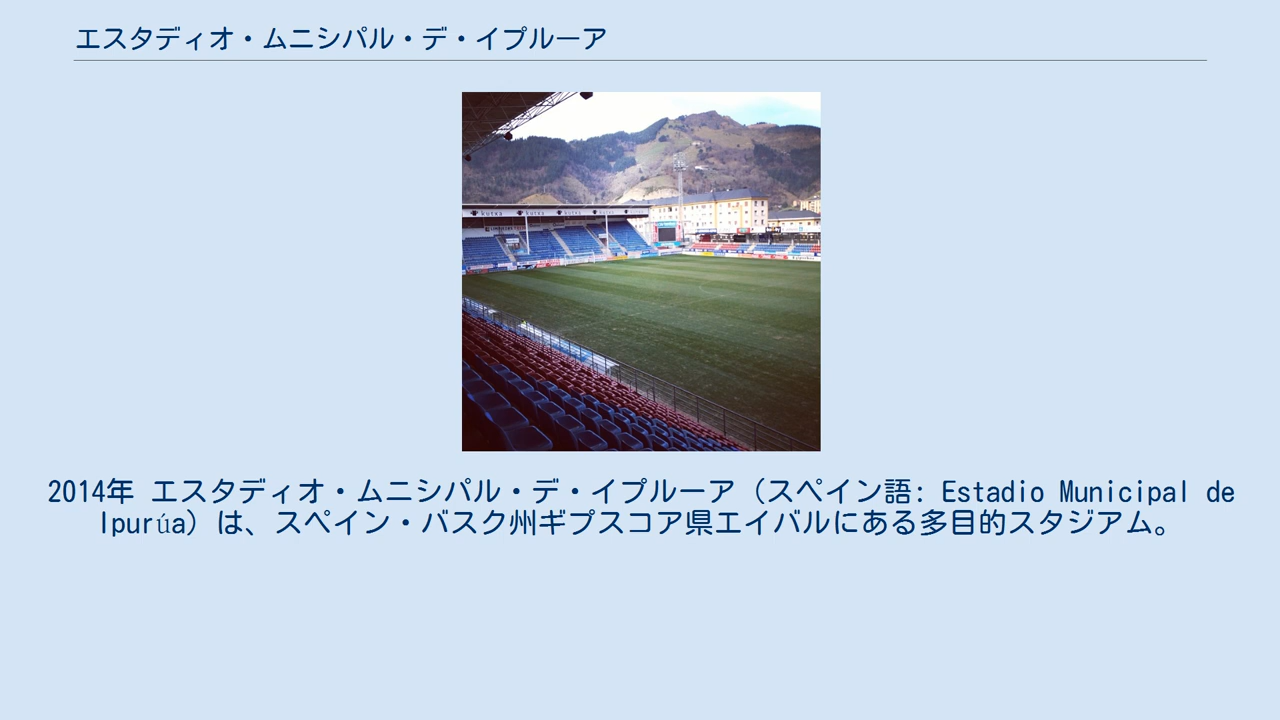 エスタディオ・ムニシパル・デ・イプルーア
kutxa kutxa kutxa kutxa
2014年 エスタディオ・ムニシパル・デ・イプルーア (スペイン語: Estadio Municipal de
Ipurúa) は、スペイン・バスク州ギプスコア県エイバルにある多目的スタジアム。